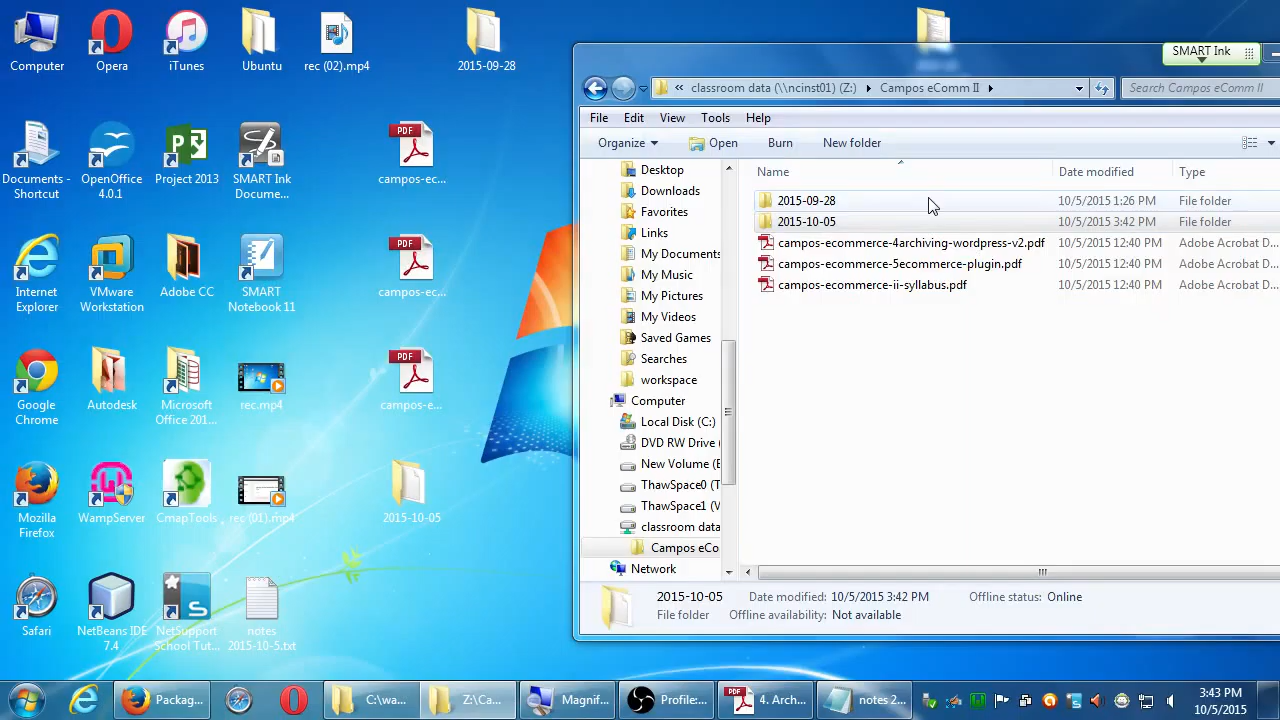 Computer
Opera
iTunes
Ubuntu
rec (02).mp4
2015-09-28
Documents - Shortcut
OpenOffice 4.0.1
Project 2013
SMART Ink Docume...
campos-ec...
Internet Explorer
VMware Workstation
Adobe CC
SMART Notebook 11
campos-ec...
Google Chrome
Autodesk
Microsoft Office 201...
rec.mp4
campos-e...
Mozilla Firefox
WampServer
CmapTools
rec (01).mp4
2015-10-05
Safari
NetBeans IDE 7.4
NetSupport School Tut...
notes 2015-10-5.txt
SMART Ink
« classroom data (\\ncinst01) (Z:) Campos eComm II
Search Campos eComm II
File Edit View Tools Help
Organize Open Burn New folder
Desktop
Downloads
Favorites
Links
My Documents
My Music
My Pictures
My Videos
Saved Games
Searches
workspace
Computer
Local Disk (C:)
DVD RW Drive (
New Volume (E
ThawSpace0 (T
ThawSpace1 (V
classroom data
Campos eCo
Network
Name Date modified Type
2015-09-28 10/5/2015 1:26 PM File folder
2015-10-05 10/5/2015 3:42 PM File folder
campos-ecommerce-4archiving-wordpress-v2.pdf 10/5/2015 12:40 PM Adobe Acrobat D...
campos-ecommerce-5ecommerce-plugin.pdf 10/5/2015 12:40 PM Adobe Acrobat D...
campos-ecommerce-ii-syllabus.pdf 10/5/2015 12:40 PM Adobe Acrobat D...
2015-10-05 Date modified: 10/5/2015 3:42 PM Offline status: Online
File folder Offline availability: Not available
Packag... C:\wa... Z:\Ca... Magnif... Profile:... 4. Arch... notes 2...
3:43 PM
10/5/2015